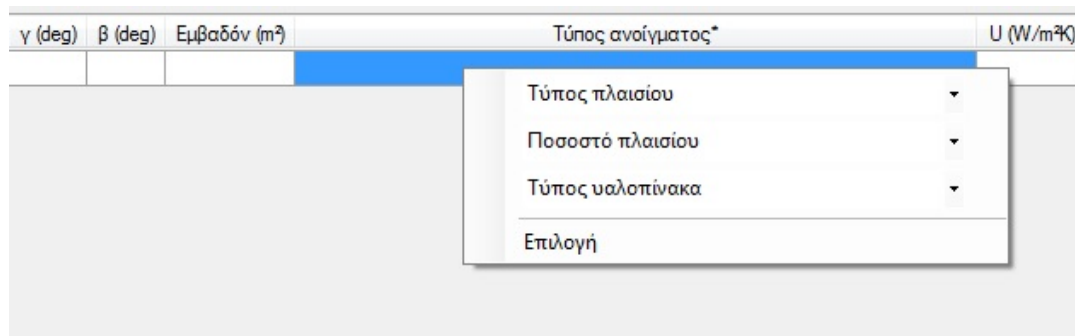 γ (deg) β (deg) Εμβαδόν (m²) Τύπος ανοίγματος* U (W/m²K)
Τύπος πλαισίου
Ποσοστό πλαισίου
Τύπος υαλοπίνακα
Επιλογή